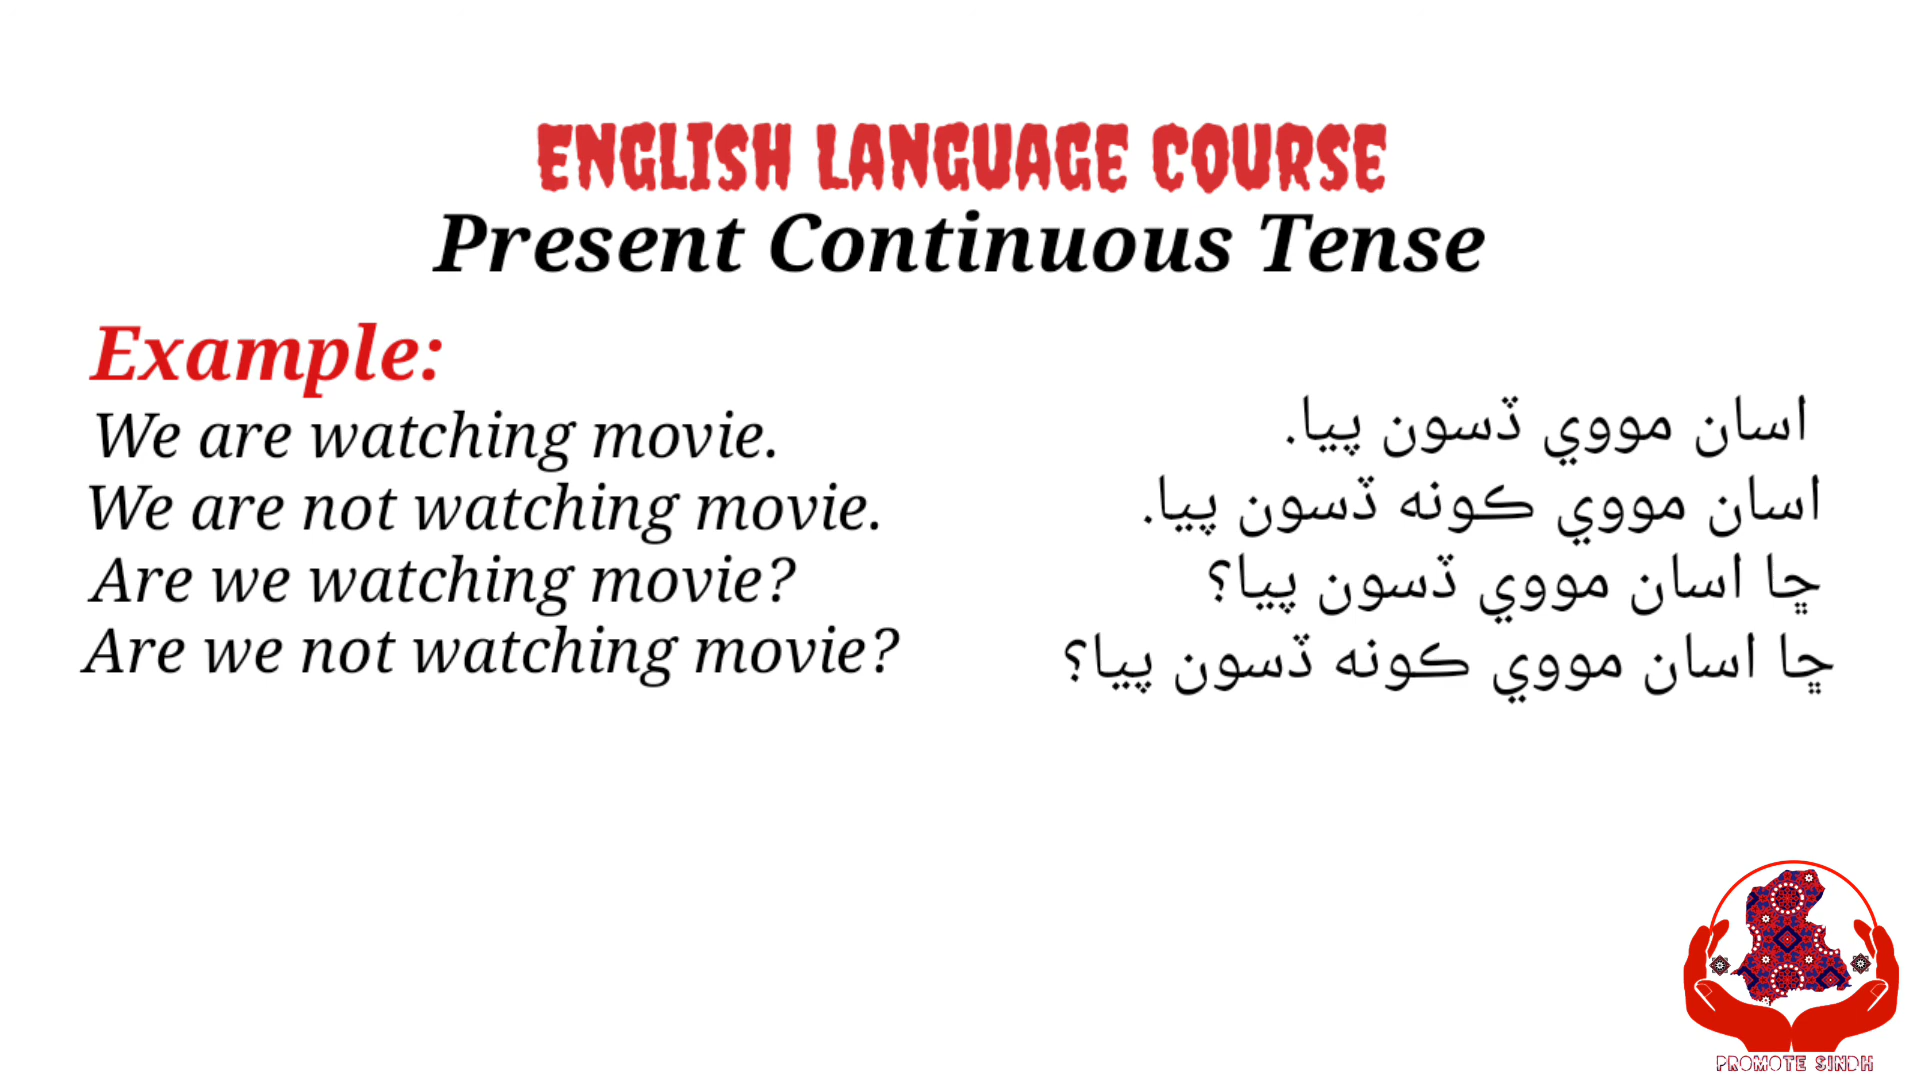 ENGLISH LANGUAGE COURSE
Present Continuous Tense
Example:
We are watching movie.
اسان مووي ڏسون پيا.
We are not watching movie.
اسان مووي ڪونه ڏسون پيا.
Are we watching movie?
ڇا اسان مووي ڏسون پيا؟
Are we not watching movie?
ڇا اسان مووي ڪونه ڏسون پيا؟
PROMOTE SINDH